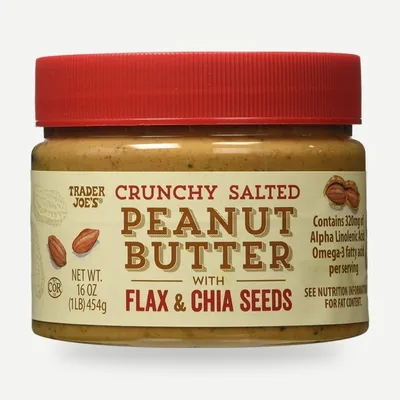 TRADER
JOE'S®
CRUNCHY SALTED
PEANUT
BUTTER
WITH
FLAX & CHIA SEEDS
NET WT.
16 OZ
(1LB) 454g
COR
Contains 320mg of
Alpha Linolenic Acid
Omega-3 fatty acid
per serving
SEE NUTRITION INFORMATION
FOR FAT CONTENT.